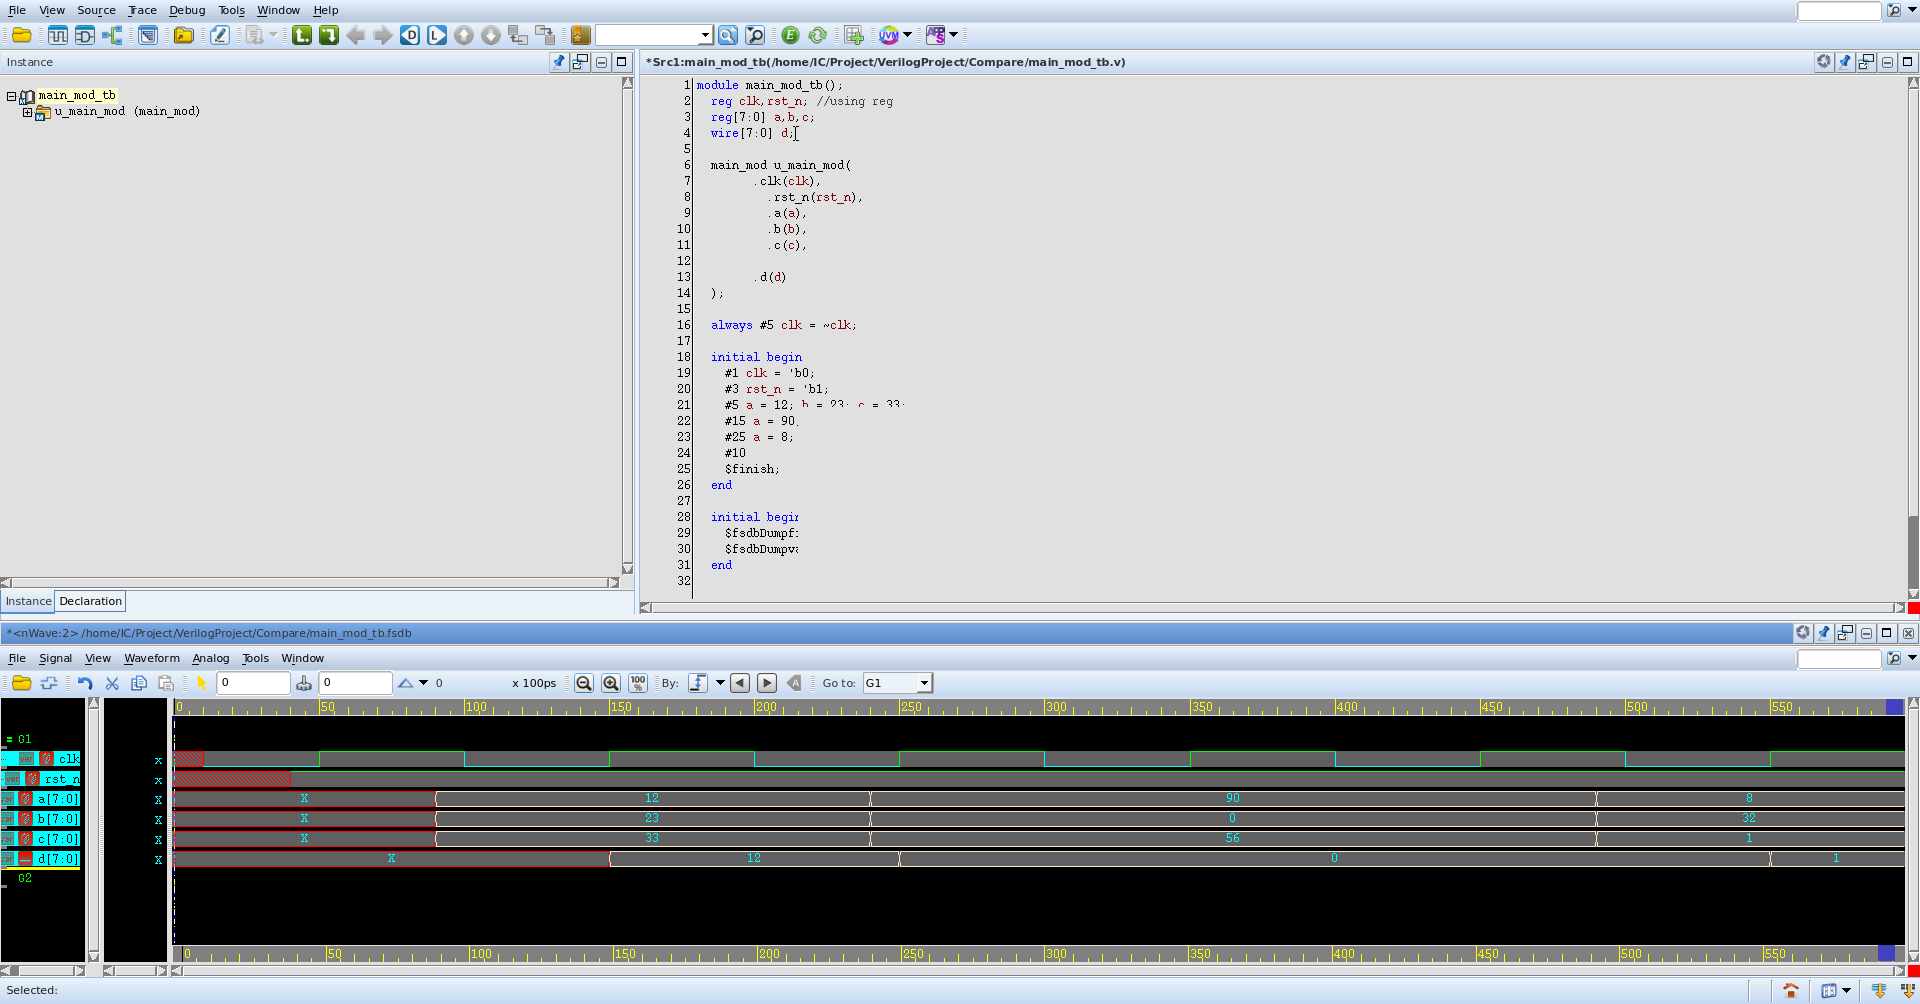 File View Source Trace Debug Tools Window Help
Instance
main_mod_tb
u_main_mod (main_mod)
Instance Declaration
*Src1:main_mod_tb(/home/IC/Project/VerilogProject/Compare/main_mod_tb.v)
1 module main_mod_tb();
2 reg clk,rst_n; //using reg
3 reg[7:0] a,b,c;
4 wire[7:0] d;
5
6 main_mod u_main_mod(
7 .clk(clk),
8 .rst_n(rst_n),
9 .a(a),
10 .b(b),
11 .c(c),
12
13 .d(d)
14 );
15
16 always #5 clk = ~clk;
17
18 initial begin
19 #1 clk = 'b0;
20 #3 rst_n = 'b1;
21 #5 a = 12; b = 23; c = 33;
22 #15 a = 90
23 #25 a = 8;
24 #10
25 $finish;
26 end
27
28 initial begin
29 $fsdbDumpf
30 $fsdbDumpva
31 end
32
*<nWave:2> /home/IC/Project/VerilogProject/Compare/main_mod_tb.fsdb
File Signal View Waveform Analog Tools Window
0 0 0 x 100ps 100% By: Go to: G1
0 50 100 150 200 250 300 350 400 450 500 550
= G1
var clk x
var rst_n x
var a[7:0] x X 12 90 8
var b[7:0] x X 23 0 32
var c[7:0] x X 33 56 1
var d[7:0] x X 12 0 1
G2
0 50 100 150 200 250 300 350 400 450 500 550
Selected: